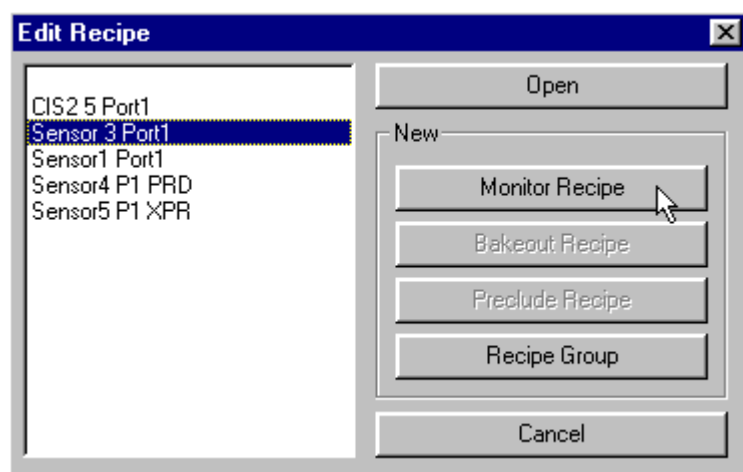 Edit Recipe
CIS2 5 Port1
Sensor 3 Port1
Sensor1 Port1
Sensor4 P1 PRD
Sensor5 P1 XPR
Open
New
Monitor Recipe
Bakeout Recipe
Preclude Recipe
Recipe Group
Cancel